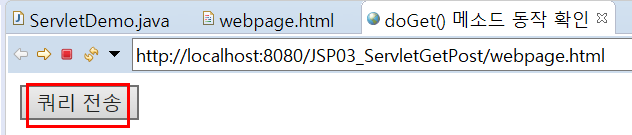 ServletDemo.java webpage.html doGet() 메소드 동작 확인
http://localhost:8080/JSP03_ServletGetPost/webpage.html
쿼리 전송